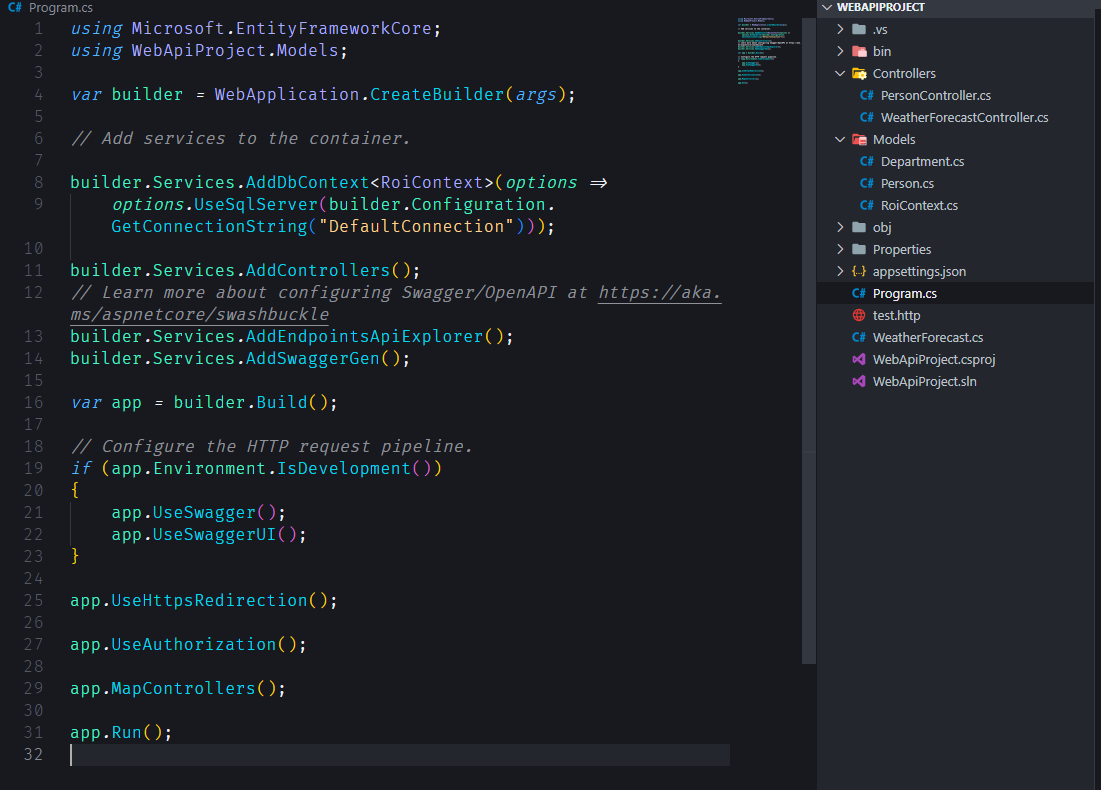 C# Program.cs
1 using Microsoft.EntityFrameworkCore;
2 using WebApiProject.Models;
3
4 var builder = WebApplication.CreateBuilder(args);
5
6 // Add services to the container.
7
8 builder.Services.AddDbContext<RoiContext>(options =>
9 options.UseSqlServer(builder.Configuration.
GetConnectionString("DefaultConnection")));
10
11 builder.Services.AddControllers();
12 // Learn more about configuring Swagger/OpenAPI at https://aka.
ms/aspnetcore/swashbuckle
13 builder.Services.AddEndpointsApiExplorer();
14 builder.Services.AddSwaggerGen();
15
16 var app = builder.Build();
17
18 // Configure the HTTP request pipeline.
19 if (app.Environment.IsDevelopment())
20 {
21 app.UseSwagger();
22 app.UseSwaggerUI();
23 }
24
25 app.UseHttpsRedirection();
26
27 app.UseAuthorization();
28
29 app.MapControllers();
30
31 app.Run();
32
WEBAPIPROJECT
.vs
bin
Controllers
C# PersonController.cs
C# WeatherForecastController.cs
Models
C# Department.cs
C# Person.cs
C# RoiContext.cs
obj
Properties
{..} appsettings.json
C# Program.cs
test.http
C# WeatherForecast.cs
WebApiProject.csproj
WebApiProject.sln